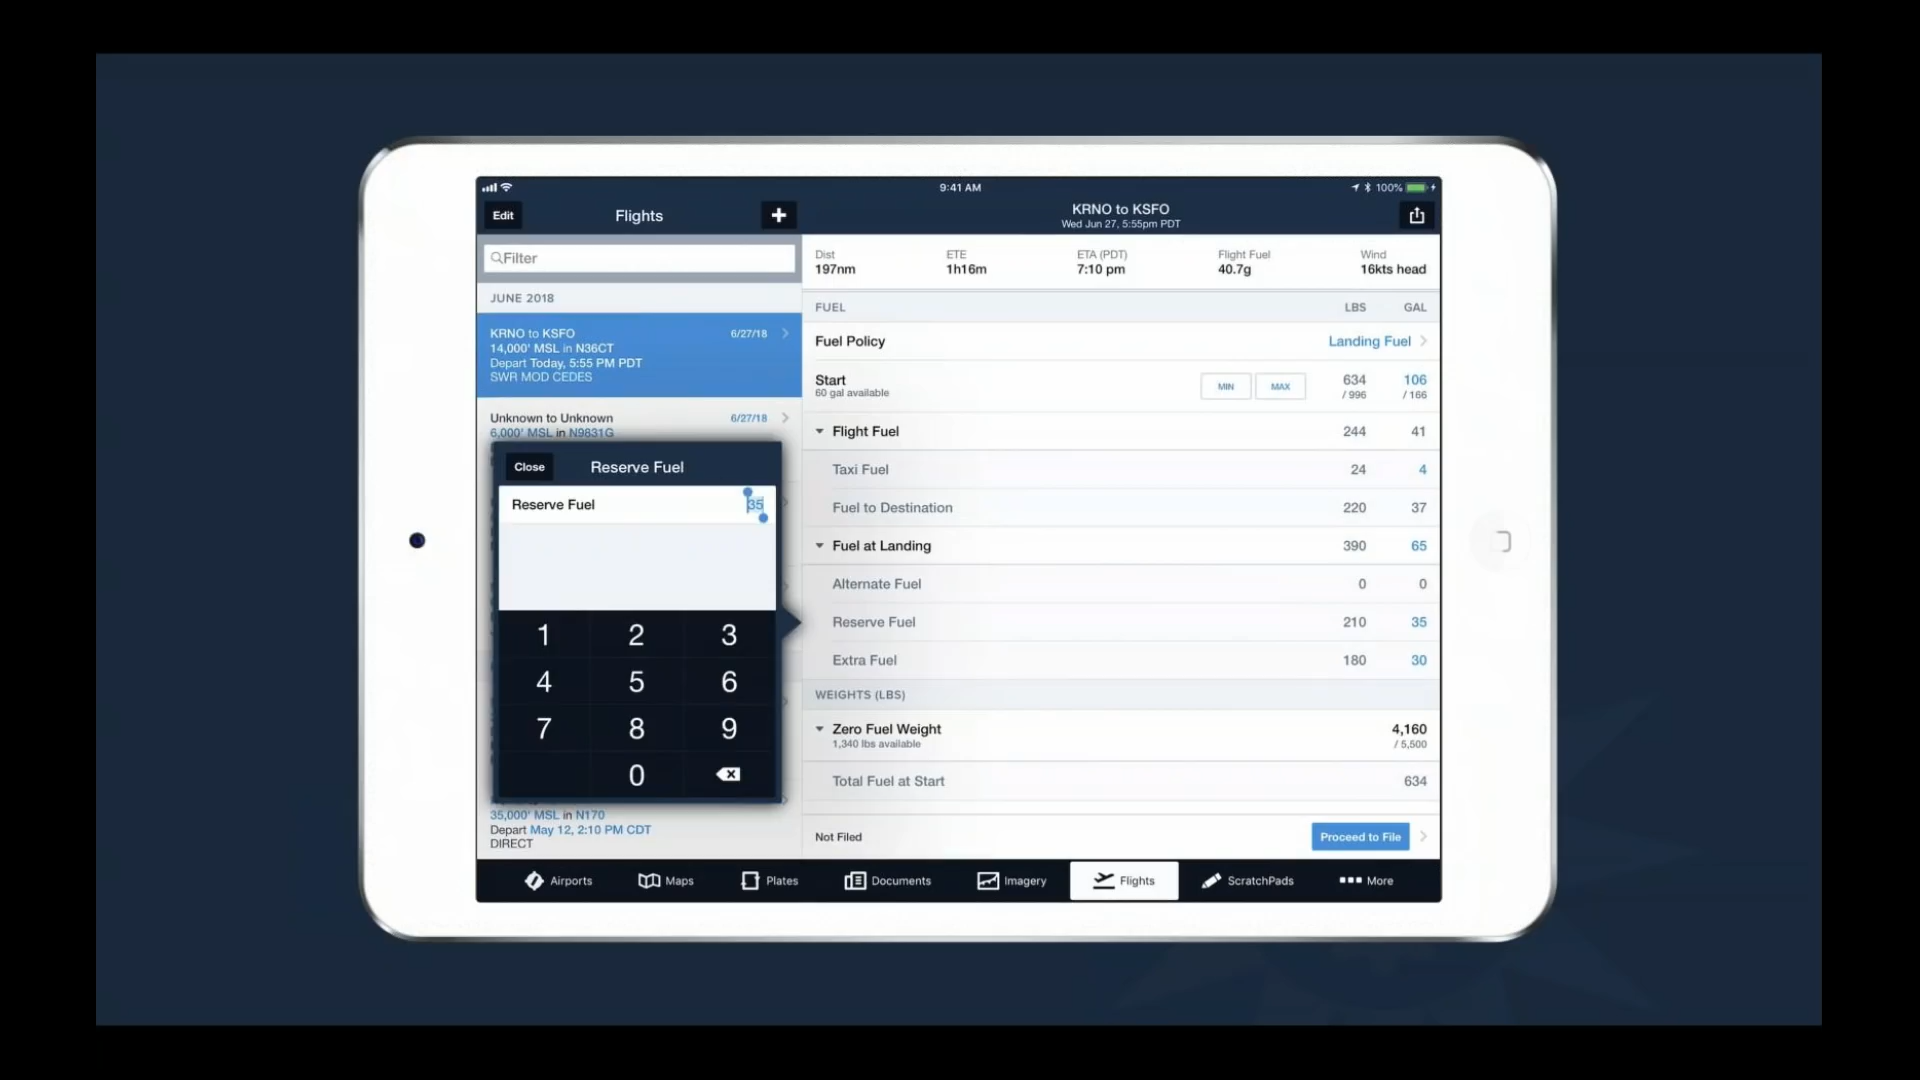 9:41 AM
100%
Edit
Flights
KRNO to KSFO
Wed Jun 27, 5:55pm PDT
Filter
Dist
197nm
ETE
1h16m
ETA (PDT)
7:10 pm
Flight Fuel
40.7g
Wind
16kts head
JUNE 2018
KRNO to KSFO 6/27/18
14,000' MSL in N36CT
Depart Today, 5:55 PM PDT
SWR MOD CEDES
Unknown to Unknown 6/27/18
6,000' MSL in N9831G
Close
Reserve Fuel
Reserve Fuel 35
1 2 3
4 5 6
7 8 9
0
35,000' MSL in N170
Depart May 12, 2:10 PM CDT
DIRECT
FUEL LBS GAL
Fuel Policy Landing Fuel
Start MIN MAX 634 106
60 gal available / 996 / 166
Flight Fuel 244 41
Taxi Fuel 24 4
Fuel to Destination 220 37
Fuel at Landing 390 65
Alternate Fuel 0 0
Reserve Fuel 210 35
Extra Fuel 180 30
WEIGHTS (LBS)
Zero Fuel Weight 4,160
1,340 lbs available / 5,500
Total Fuel at Start 634
Not Filed Proceed to File
Airports Maps Plates Documents Imagery Flights ScratchPads More